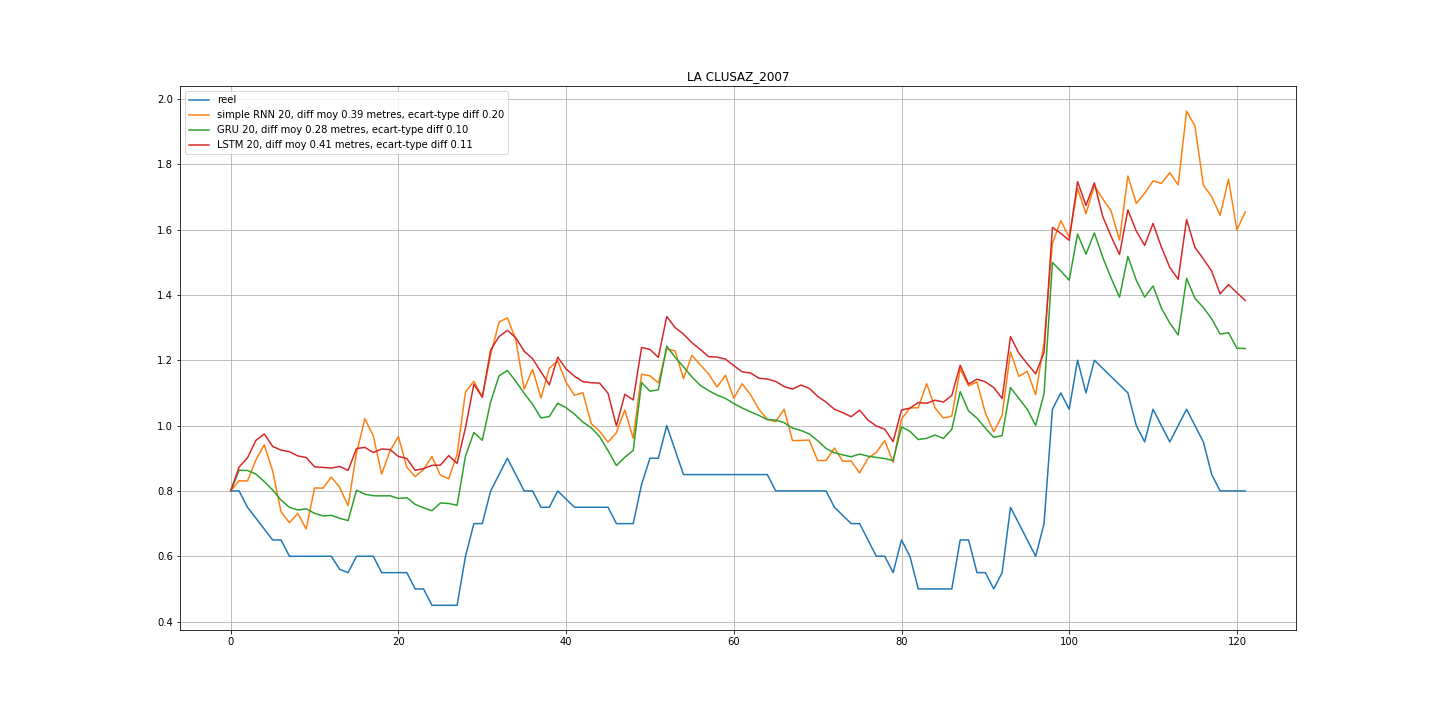 LA CLUSAZ_2007
2.0
1.8
1.6
1.4
1.2
1.0
0.8
0.6
0.4
reel
simple RNN 20, diff moy 0.39 metres, ecart-type diff 0.20
GRU 20, diff moy 0.28 metres, ecart-type diff 0.10
LSTM 20, diff moy 0.41 metres, ecart-type diff 0.11
0 20 40 60 80 100 120